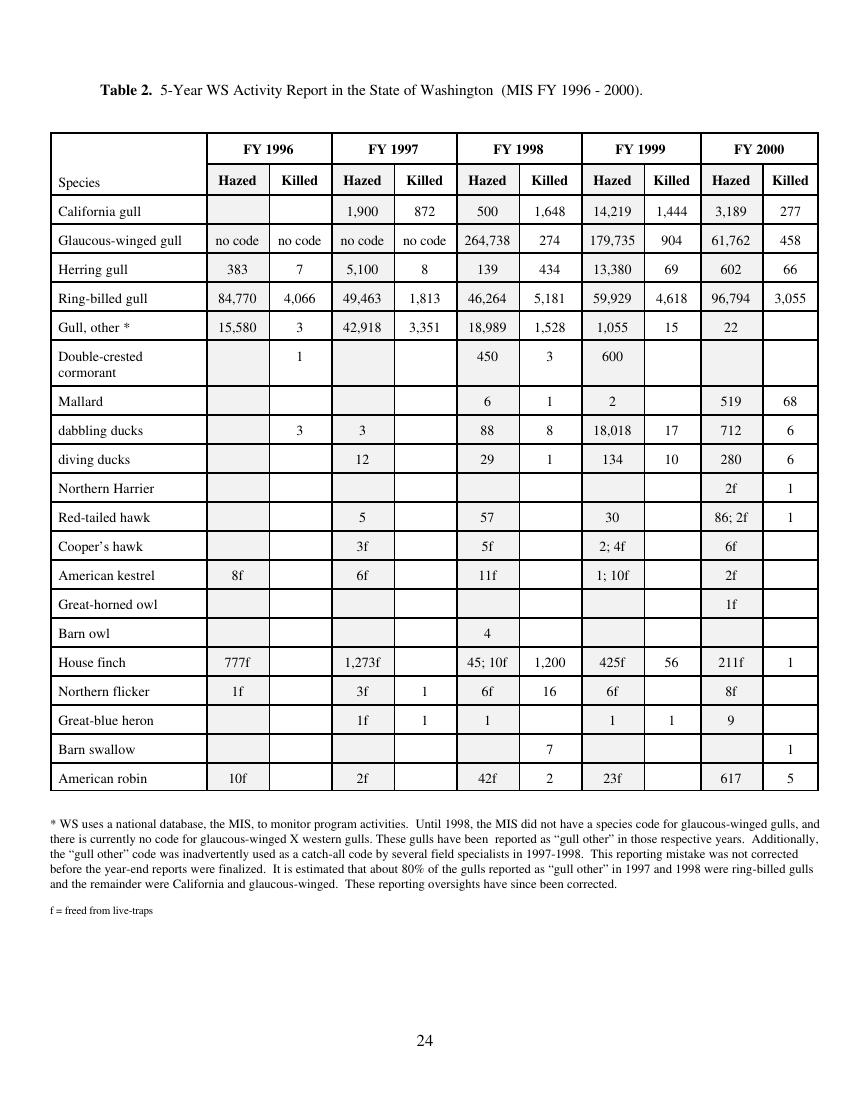 Table 2. 5-Year WS Activity Report in the State of Washington (MIS FY 1996 - 2000).
FY 1996 FY 1997 FY 1998 FY 1999 FY 2000
Species Hazed Killed Hazed Killed Hazed Killed Hazed Killed Hazed Killed
California gull 1,900 872 500 1,648 14,219 1,444 3,189 277
Glaucous-winged gull no code no code no code no code 264,738 274 179,735 904 61,762 458
Herring gull 383 7 5,100 8 139 434 13,380 69 602 66
Ring-billed gull 84,770 4,066 49,463 1,813 46,264 5,181 59,929 4,618 96,794 3,055
Gull, other * 15,580 3 42,918 3,351 18,989 1,528 1,055 15 22
Double-crested 1 450 3 600
cormorant
Mallard 6 1 2 519 68
dabbling ducks 3 3 88 8 18,018 17 712 6
diving ducks 12 29 1 134 10 280 6
Northern Harrier 2f 1
Red-tailed hawk 5 57 30 86; 2f 1
Cooper's hawk 3f 5f 2; 4f 6f
American kestrel 8f 6f 11f 1; 10f 2f
Great-horned owl 1f
Barn owl 4
House finch 777f 1,273f 45; 10f 1,200 425f 56 211f 1
Northern flicker 1f 3f 1 6f 16 6f 8f
Great-blue heron 1f 1 1 1 1 9
Barn swallow 7 1
American robin 10f 2f 42f 2 23f 617 5
* WS uses a national database, the MIS, to monitor program activities. Until 1998, the MIS did not have a species code for glaucous-winged gulls, and
there is currently no code for glaucous-winged X western gulls. These gulls have been reported as “gull other” in those respective years. Additionally,
the “gull other” code was inadvertently used as a catch-all code by several field specialists in 1997-1998. This reporting mistake was not corrected
before the year-end reports were finalized. It is estimated that about 80% of the gulls reported as “gull other” in 1997 and 1998 were ring-billed gulls
and the remainder were California and glaucous-winged. These reporting oversights have since been corrected.
f = freed from live-traps
24